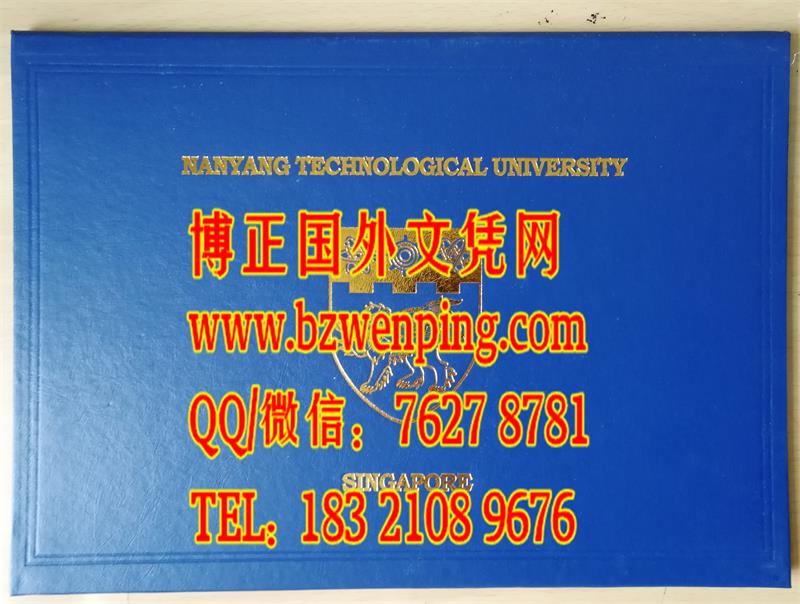 NANYANG TECHNOLOGICAL UNIVERSITY
博正国外文凭网
www.bzwenping.com
QQ/微信：7627 8781
SINGAPORE
TEL：183 2108 9676